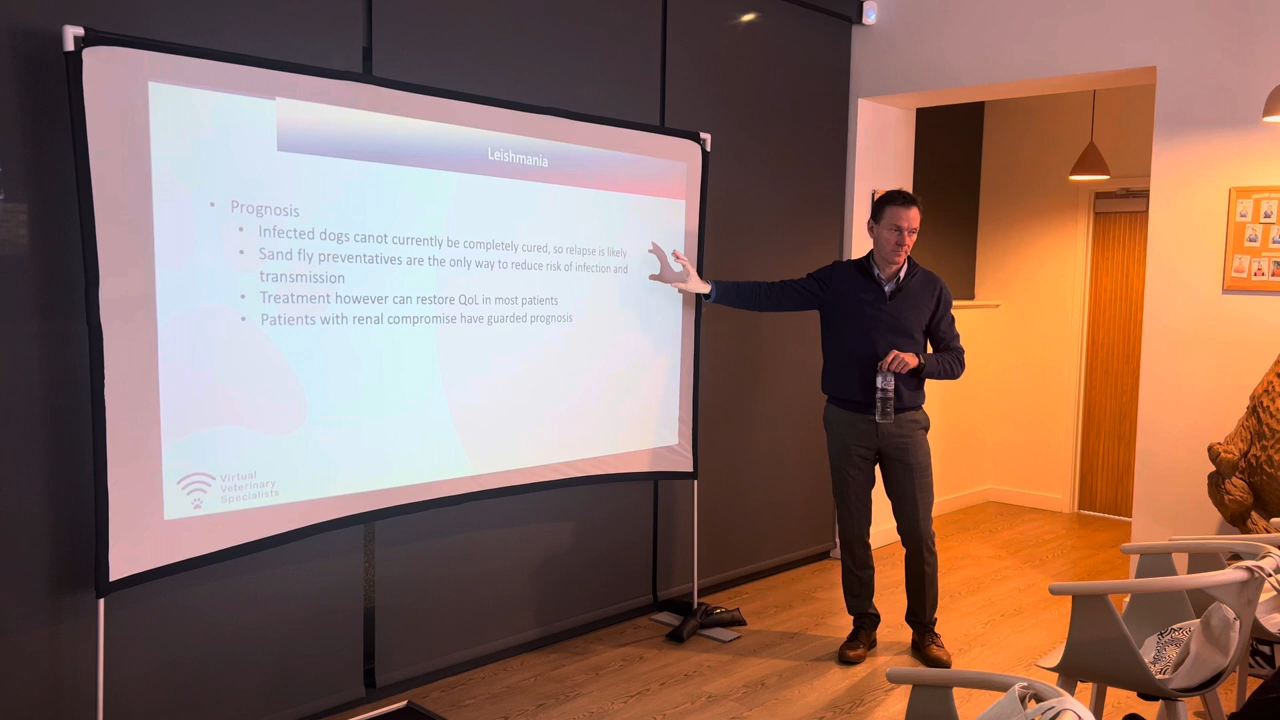 Leishmania
• Prognosis
• Infected dogs canot currently be completely cured, so relapse is likely
• Sand fly preventatives are the only way to reduce risk of infection and
transmission
• Treatment however can restore QoL in most patients
• Patients with renal compromise have guarded prognosis
Virtual
Veterinary
Specialists